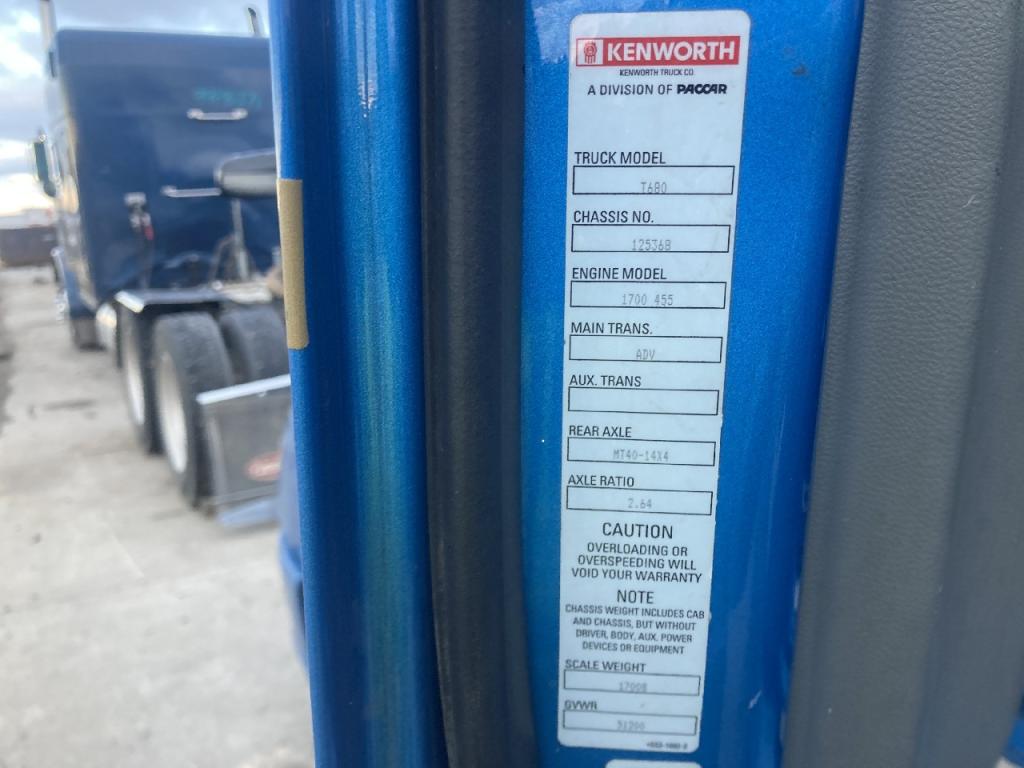 KENWORTH
KENWORTH TRUCK CO.
A DIVISION OF PACCAR
TRUCK MODEL
T680
CHASSIS NO.
125368
ENGINE MODEL
1700 455
MAIN TRANS.
ADV
AUX. TRANS
REAR AXLE
MT40-14X4
AXLE RATIO
2.64
CAUTION
OVERLOADING OR
OVERSPEEDING WILL
VOID YOUR WARRANTY
NOTE
CHASSIS WEIGHT INCLUDES CAB
AND CHASSIS, BUT WITHOUT
DRIVER, BODY, AUX. POWER
DEVICES OR EQUIPMENT
SCALE WEIGHT
GVWR